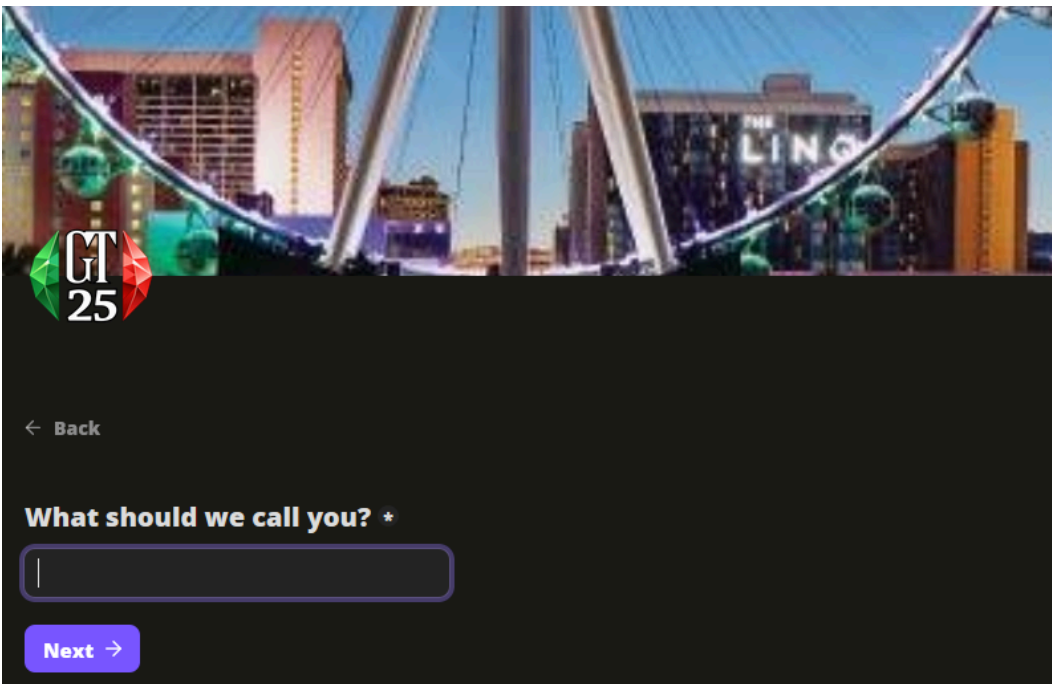 THE
LINQ
GT
25
← Back
What should we call you? *
Next →